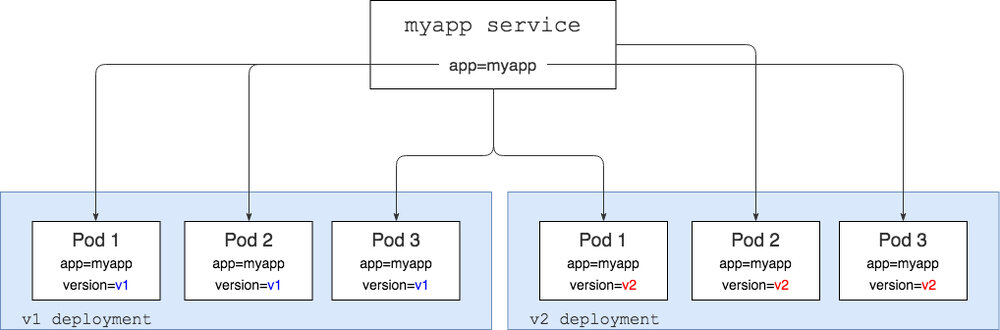 myapp service
app=myapp
Pod 1
app=myapp
version=v1
Pod 2
app=myapp
version=v1
Pod 3
app=myapp
version=v1
v1 deployment
Pod 1
app=myapp
version=v2
Pod 2
app=myapp
version=v2
Pod 3
app=myapp
version=v2
v2 deployment